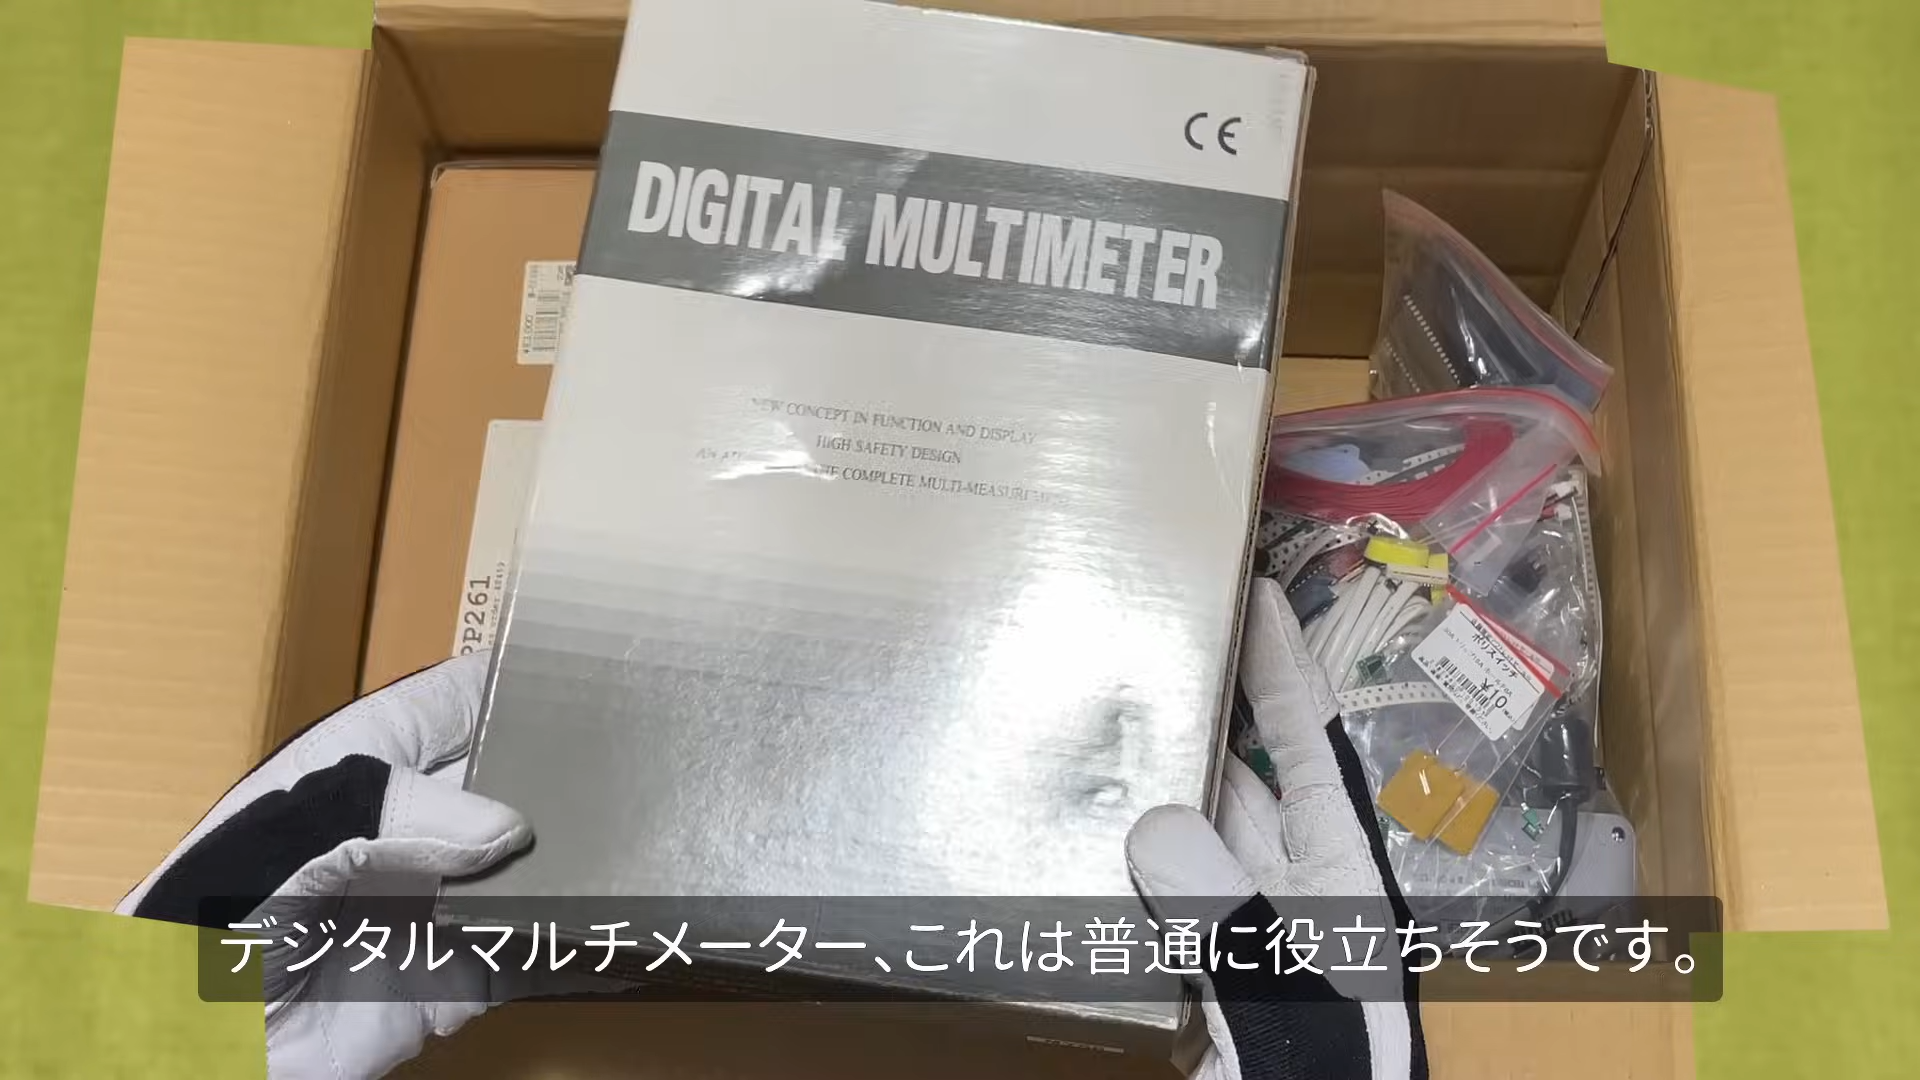 CE
DIGITAL MULTIMETER
NEW CONCEPT IN FUNCTION AND DISPLAY
HIGH SAFETY DESIGN
COMPLETE MULTI-MEASUREMENT
PP261
ポリスイッチ
¥10
デジタルマルチメーター、これは普通に役立ちそうです。